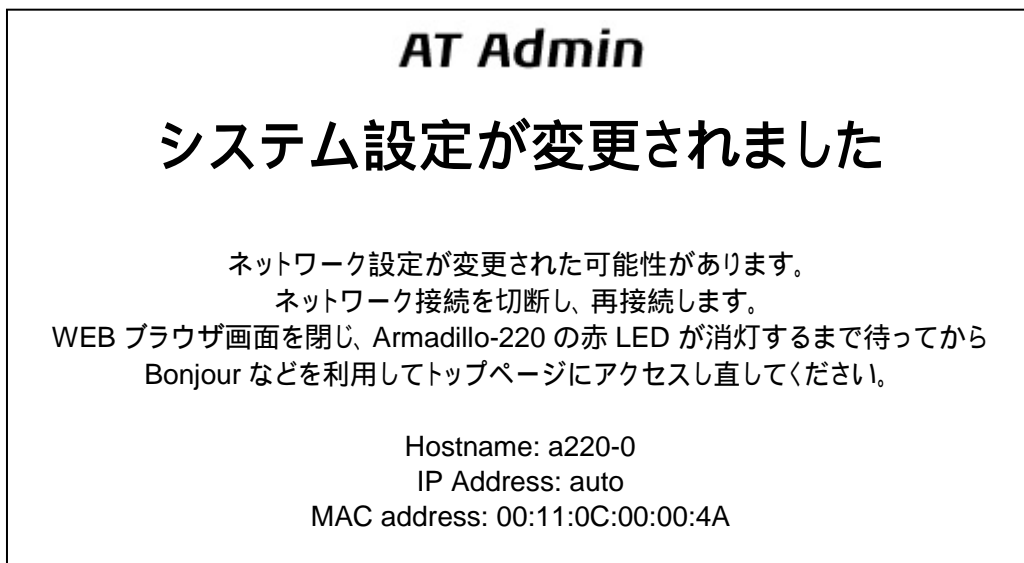 AT Admin
システム設定が変更されました
ネットワーク設定が変更された可能性があります。
ネットワーク接続を切断し、再接続します。
WEB ブラウザ画面を閉じ、Armadillo-220 の赤 LED が消灯するまで待ってから
Bonjour などを利用してトップページにアクセスし直してください。
Hostname: a220-0
IP Address: auto
MAC address: 00:11:0C:00:00:4A